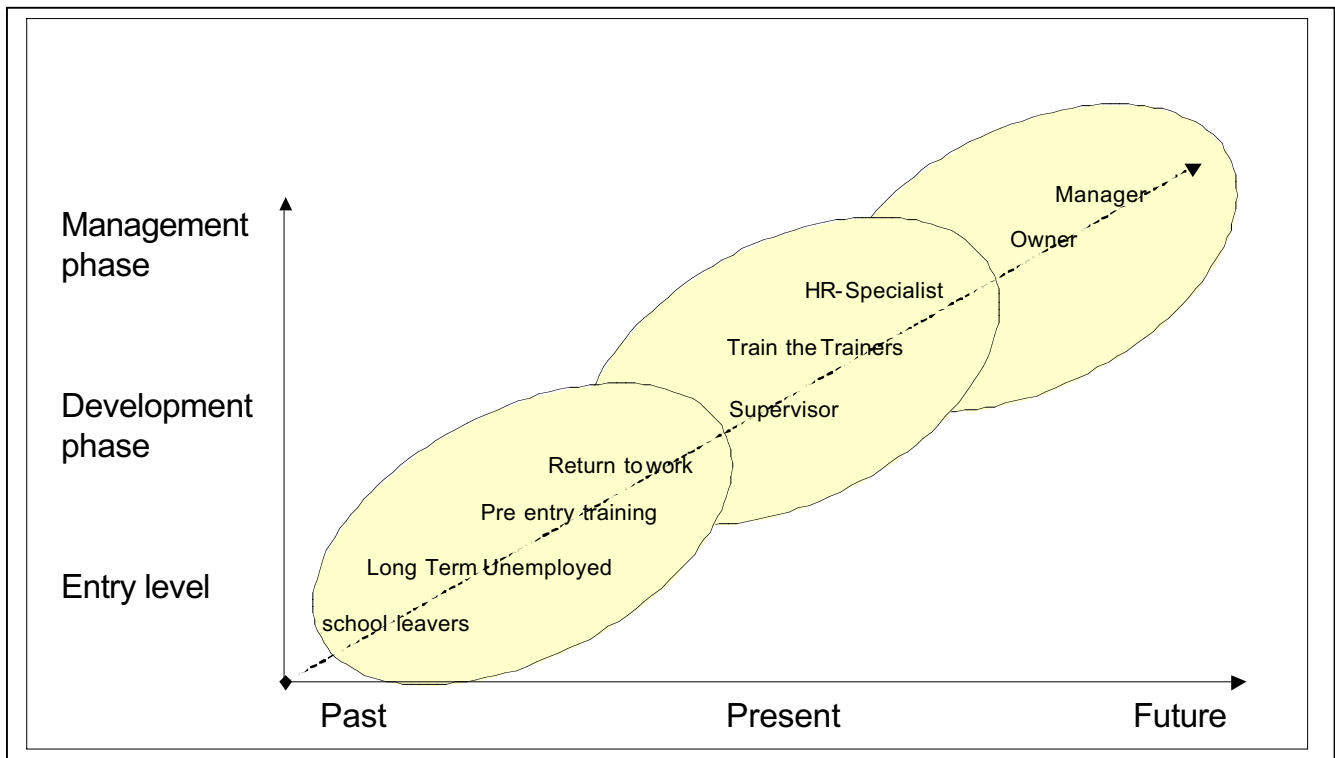 Management
phase
Manager
Owner
HR-Specialist
Train the Trainers
Development
phase
Supervisor
Return to work
Pre entry training
Long Term Unemployed
Entry level
school leavers
Past
Present
Future